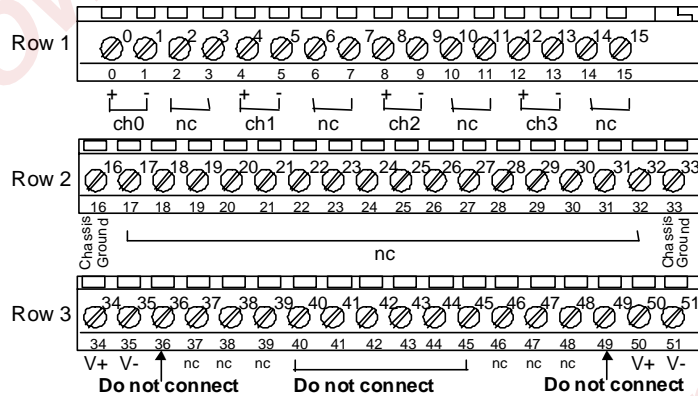 Row 1
0 1 2 3 4 5 6 7 8 9 10 11 12 13 14 15
0 1 2 3 4 5 6 7 8 9 10 11 12 13 14 15
+ - + - + - + -
ch0 nc ch1 nc ch2 nc ch3 nc
Row 2
16 17 18 19 20 21 22 23 24 25 26 27 28 29 30 31 32 33
16 17 18 19 20 21 22 23 24 25 26 27 28 29 30 31 32 33
Chassis Ground
nc
Chassis Ground
Row 3
34 35 36 37 38 39 40 41 42 43 44 45 46 47 48 49 50 51
34 35 36 37 38 39 40 41 42 43 44 45 46 47 48 49 50 51
V+ V- nc nc nc nc nc nc V+ V-
Do not connect Do not connect Do not connect